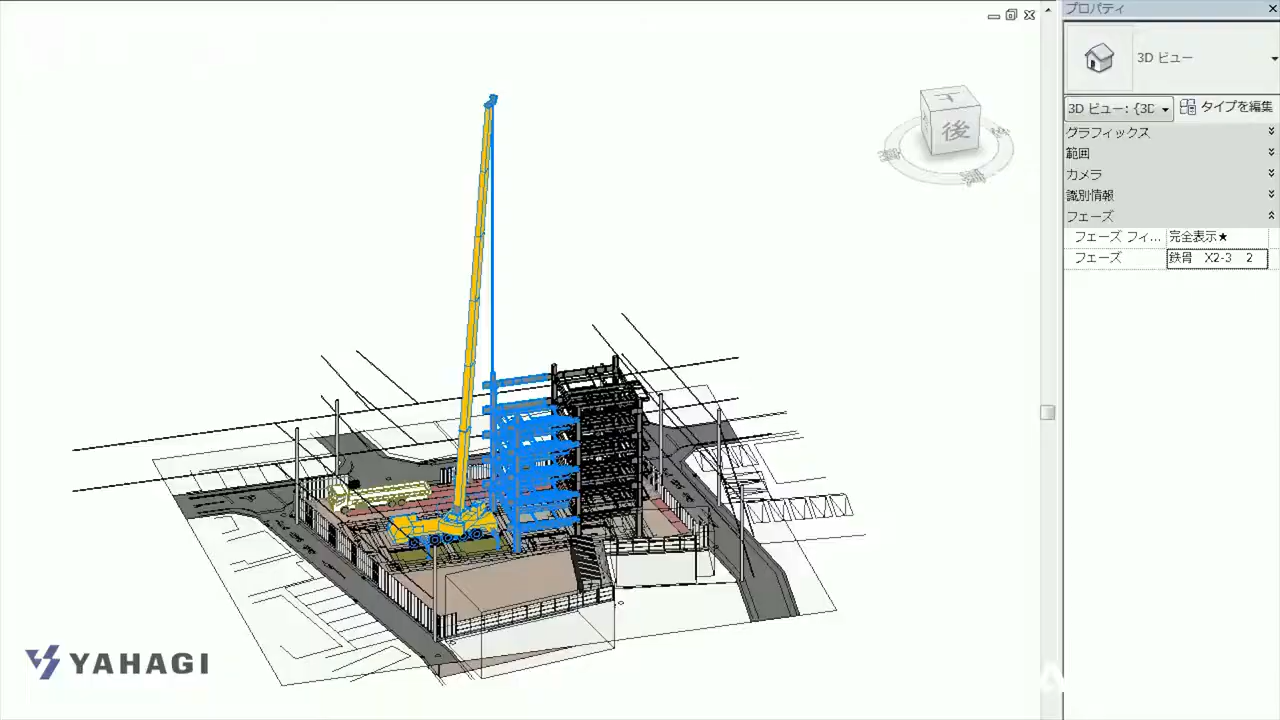 プロパティ
3D ビュー
3D ビュー: {3D
タイプを編集
グラフィックス
範囲
カメラ
識別情報
フェーズ
フェーズ フィ... 完全表示★
フェーズ 鉄骨 X2-3 2
後
YAHAGI